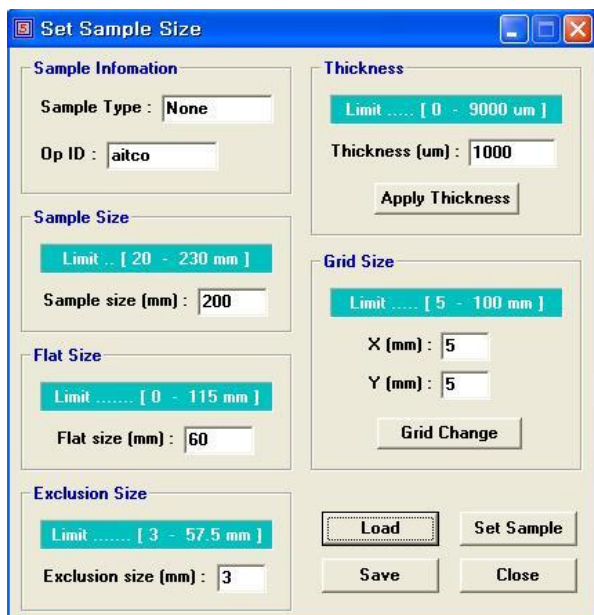 Set Sample Size
Sample Infomation
Sample Type : None
Op ID : aitco
Sample Size
Limit .. [ 20 - 230 mm ]
Sample size (mm) : 200
Flat Size
Limit ....... [ 0 - 115 mm ]
Flat size (mm) : 60
Exclusion Size
Limit ....... [ 3 - 57.5 mm ]
Exclusion size (mm) : 3
Thickness
Limit ..... [ 0 - 9000 um ]
Thickness (um) : 1000
Apply Thickness
Grid Size
Limit ..... [ 5 - 100 mm ]
X (mm) : 5
Y (mm) : 5
Grid Change
Load
Set Sample
Save
Close